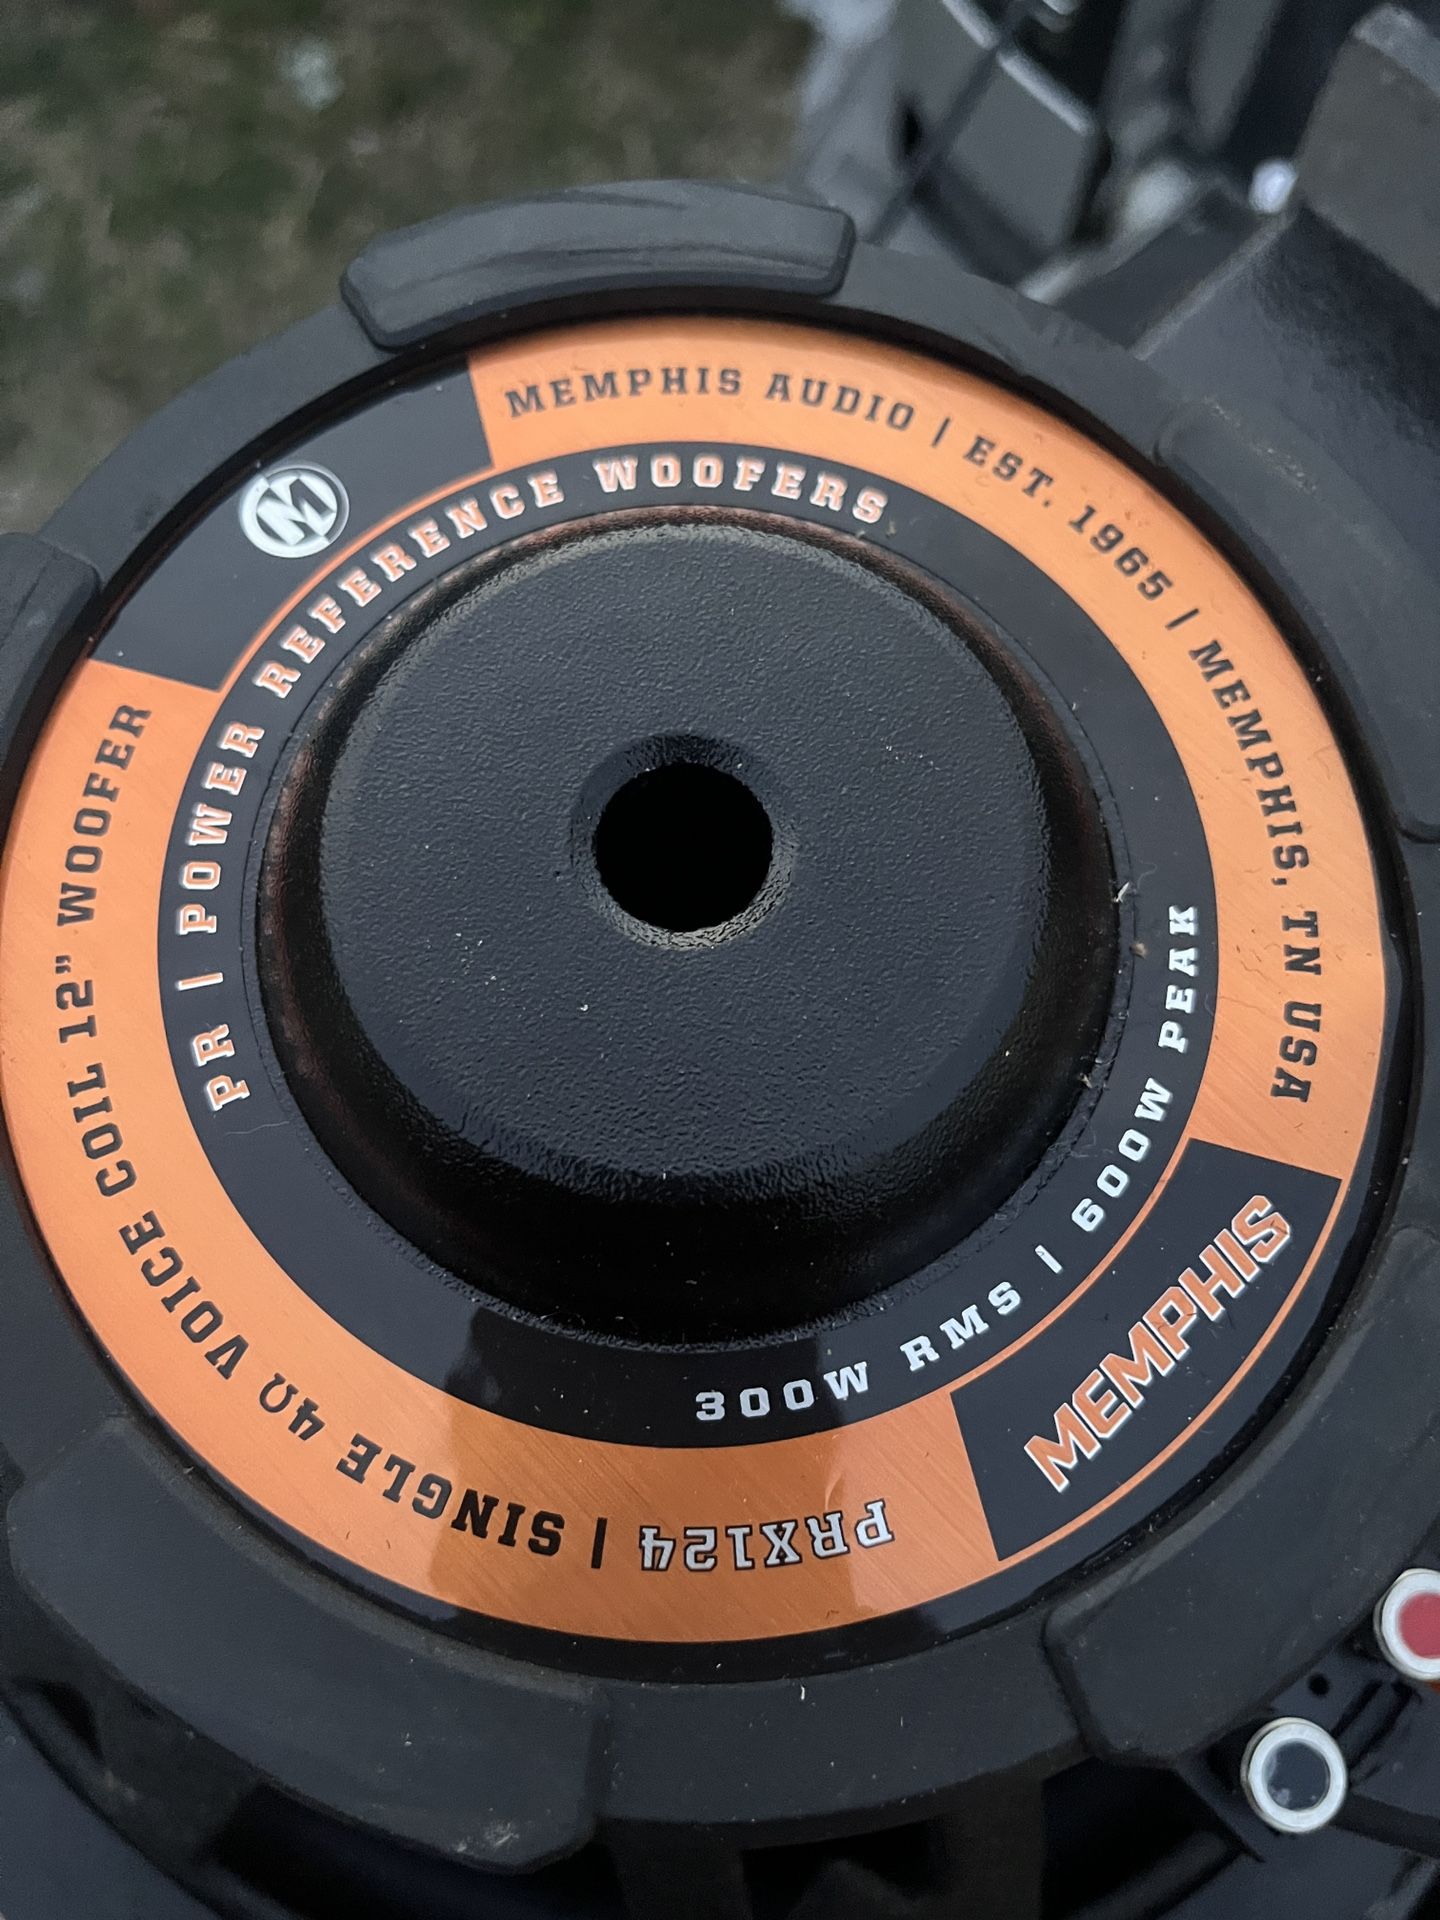 MEMPHIS AUDIO | EST. 1965 | MEMPHIS, TN USA
M
PR | POWER REFERENCE WOOFERS
300W RMS | 600W PEAK
MEMPHIS
PRX124 | SINGLE 4Ω VOICE COIL 12" WOOFER